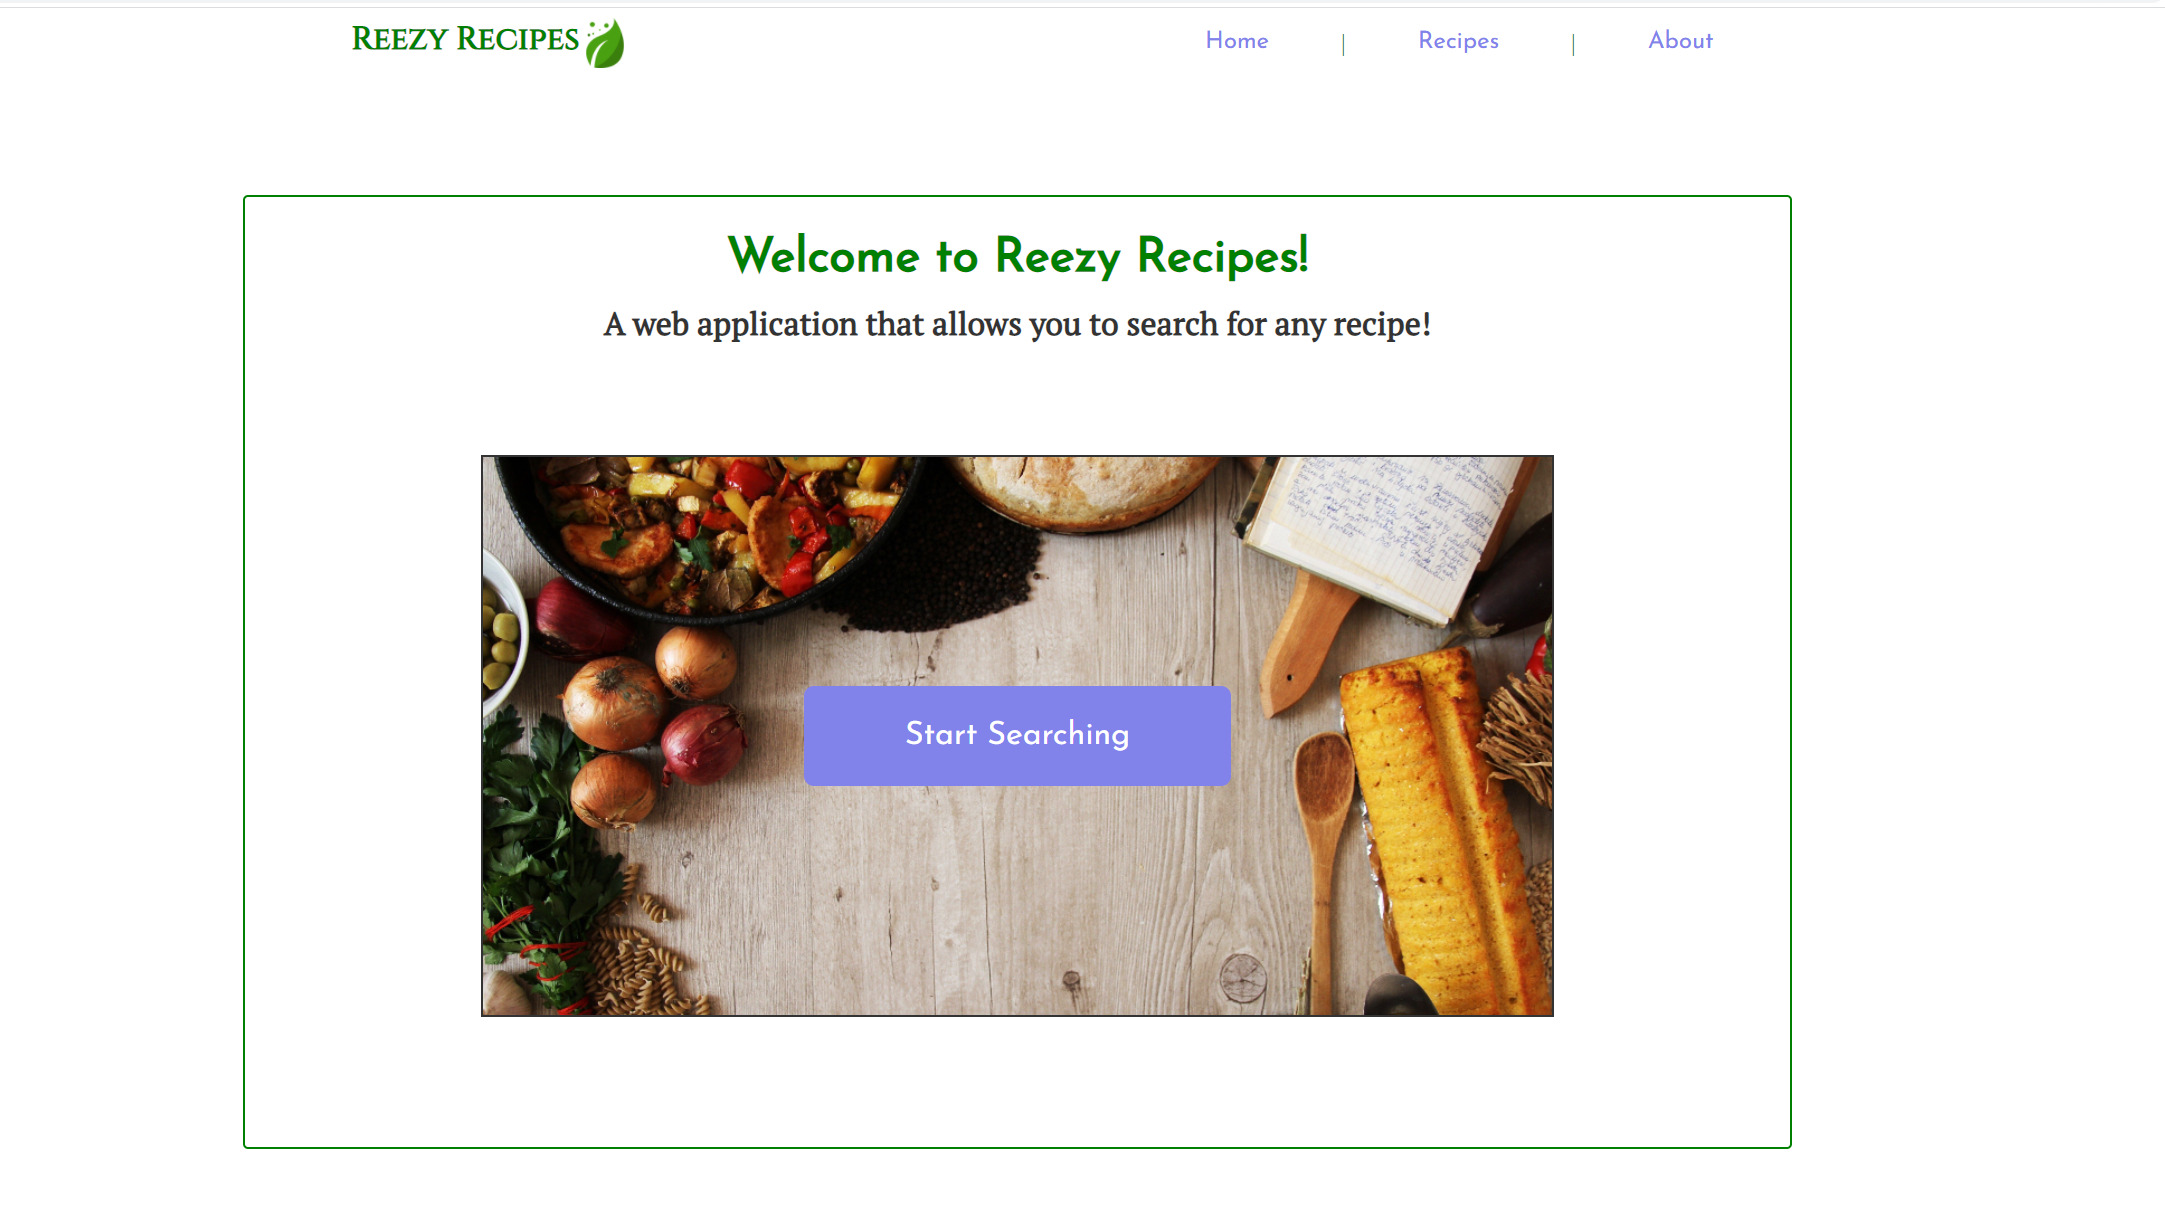 REEZY RECIPES
Home | Recipes | About
Welcome to Reezy Recipes!
A web application that allows you to search for any recipe!
Start Searching